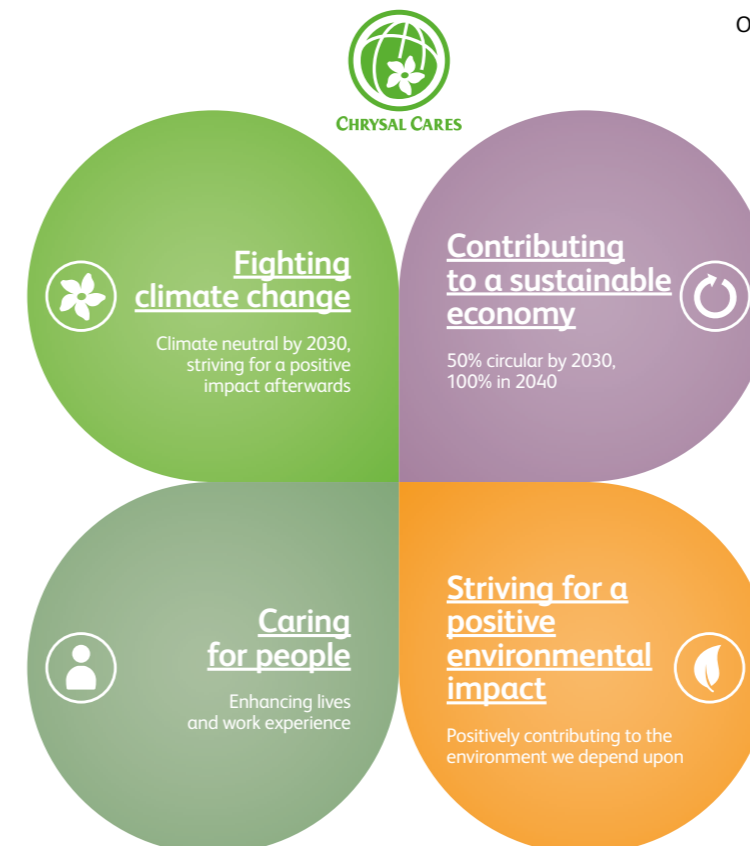 O
CHRYSAL CARES
Fighting
climate change
Climate neutral by 2030,
striving for a positive
impact afterwards
Contributing
to a sustainable
economy
50% circular by 2030,
100% in 2040
Caring
for people
Enhancing lives
and work experience
Striving for a
positive
environmental
impact
Positively contributing to the
environment we depend upon